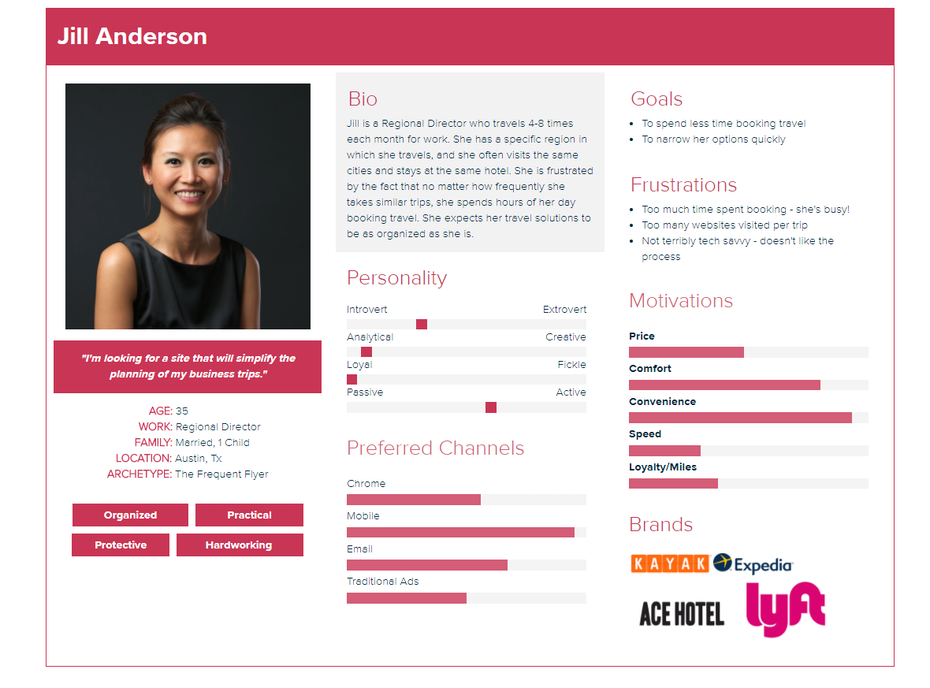 Jill Anderson
"I'm looking for a site that will simplify the
planning of my business trips."
AGE: 35
WORK: Regional Director
FAMILY: Married, 1 Child
LOCATION: Austin, Tx
ARCHETYPE: The Frequent Flyer
Organized
Practical
Protective
Hardworking
Bio
Jill is a Regional Director who travels 4-8 times
each month for work. She has a specific region in
which she travels, and she often visits the same
cities and stays at the same hotel. She is frustrated
by the fact that no matter how frequently she
takes similar trips, she spends hours of her day
booking travel. She expects her travel solutions to
be as organized as she is.
Personality
Introvert Extrovert
Analytical Creative
Loyal Fickle
Passive Active
Preferred Channels
Chrome
Mobile
Email
Traditional Ads
Goals
• To spend less time booking travel
• To narrow her options quickly
Frustrations
• Too much time spent booking - she's busy!
• Too many websites visited per trip
• Not terribly tech savvy - doesn't like the
process
Motivations
Price
Comfort
Convenience
Speed
Loyalty/Miles
Brands
KAYAK Expedia
ACE HOTEL lyft